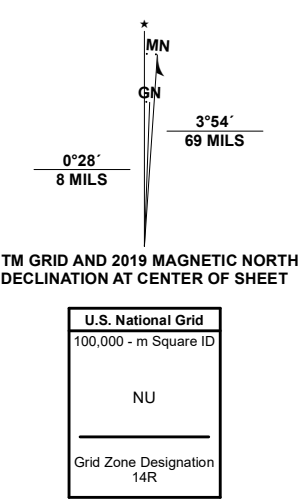 ★
MN
GN
3°54´
69 MILS
0°28´
8 MILS
TM GRID AND 2019 MAGNETIC NORTH
DECLINATION AT CENTER OF SHEET
U.S. National Grid
100,000 - m Square ID
NU
Grid Zone Designation
14R